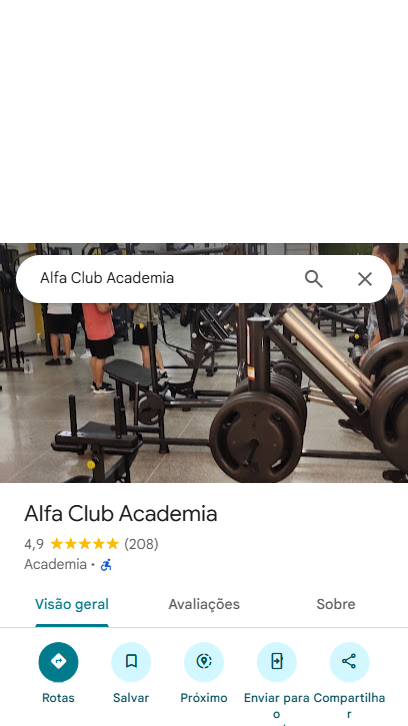 Alfa Club Academia
Alfa Club Academia
4,9 (208)
Academia ·
Visão geral Avaliações Sobre
Rotas Salvar Próximo Enviar para o Compartilhar